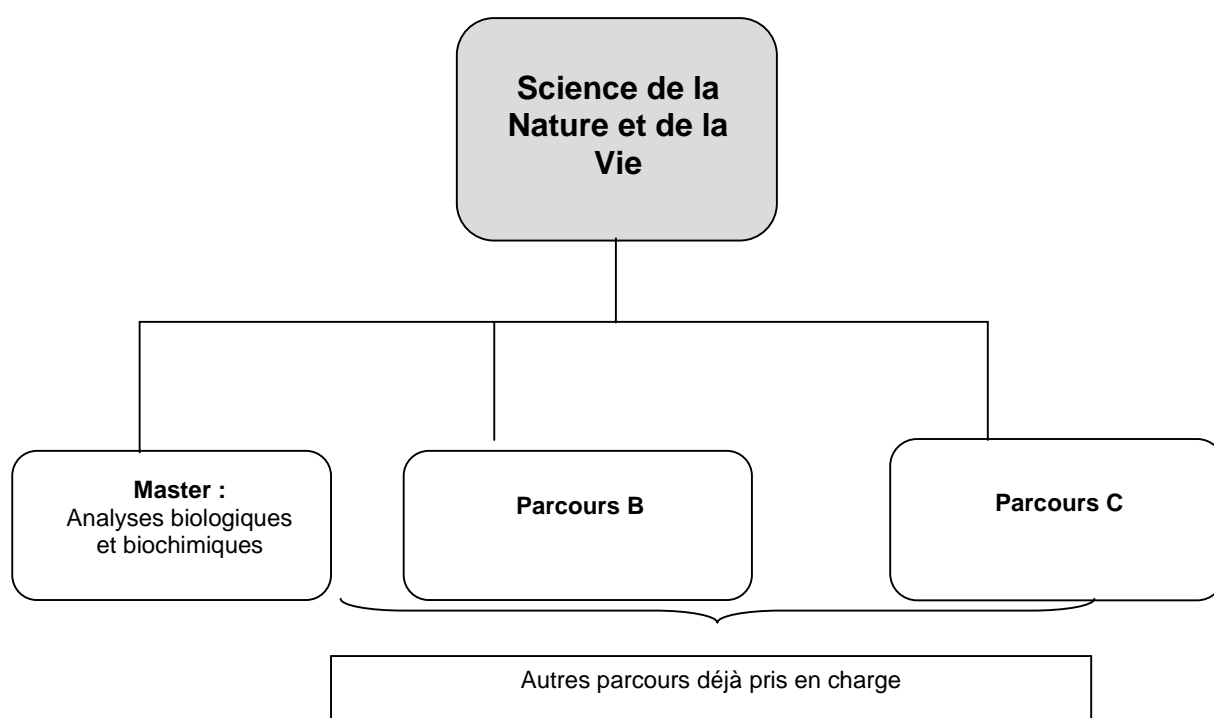 Science de la
Nature et de la
Vie
Master :
Analyses biologiques
et biochimiques
Parcours B
Parcours C
Autres parcours déjà pris en charge